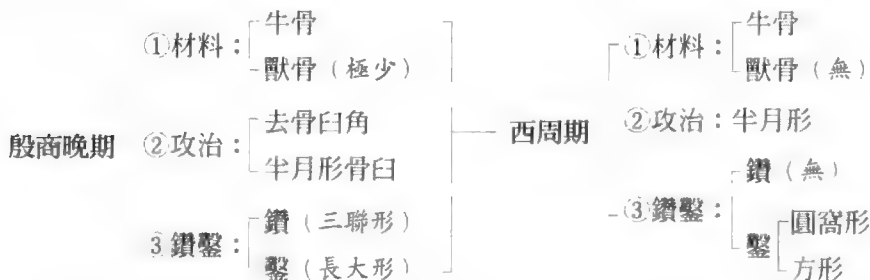 殷商晚期
①材料：
牛骨
獸骨（極少）
②攻治：
去骨臼角
半月形骨臼
3 鑽鑿：
鑽（三聯形）
鑿（長大形）
西周期
①材料：
牛骨
獸骨（無）
②攻治：半月形
③鑽鑿：
鑽（無）
鑿
圓窩形
方形